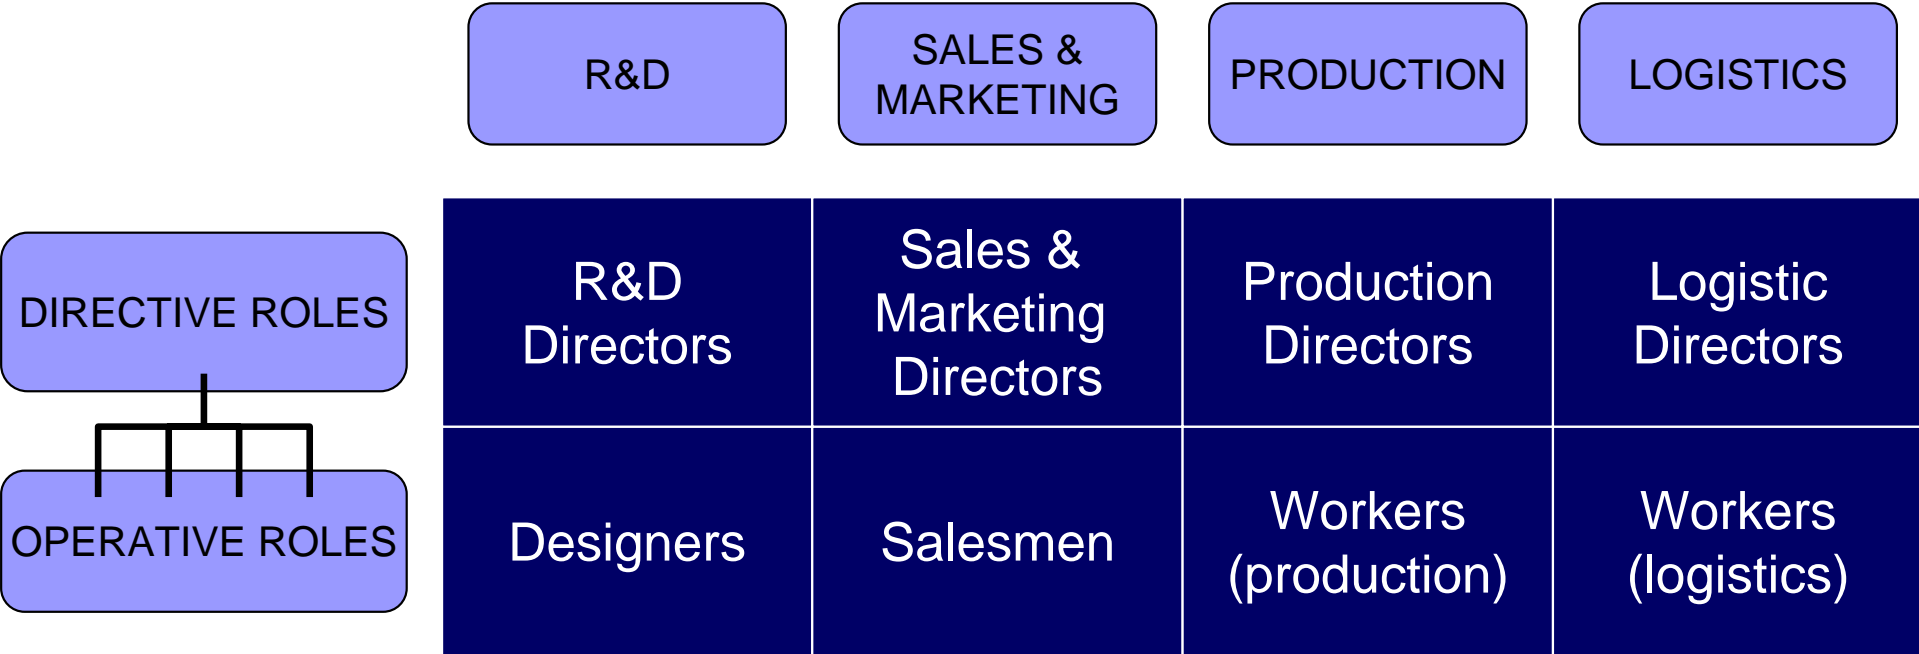 R&D
SALES &
MARKETING
PRODUCTION
LOGISTICS
DIRECTIVE ROLES
R&D
Directors
Sales &
Marketing
Directors
Production
Directors
Logistic
Directors
OPERATIVE ROLES
Designers
Salesmen
Workers
(production)
Workers
(logistics)